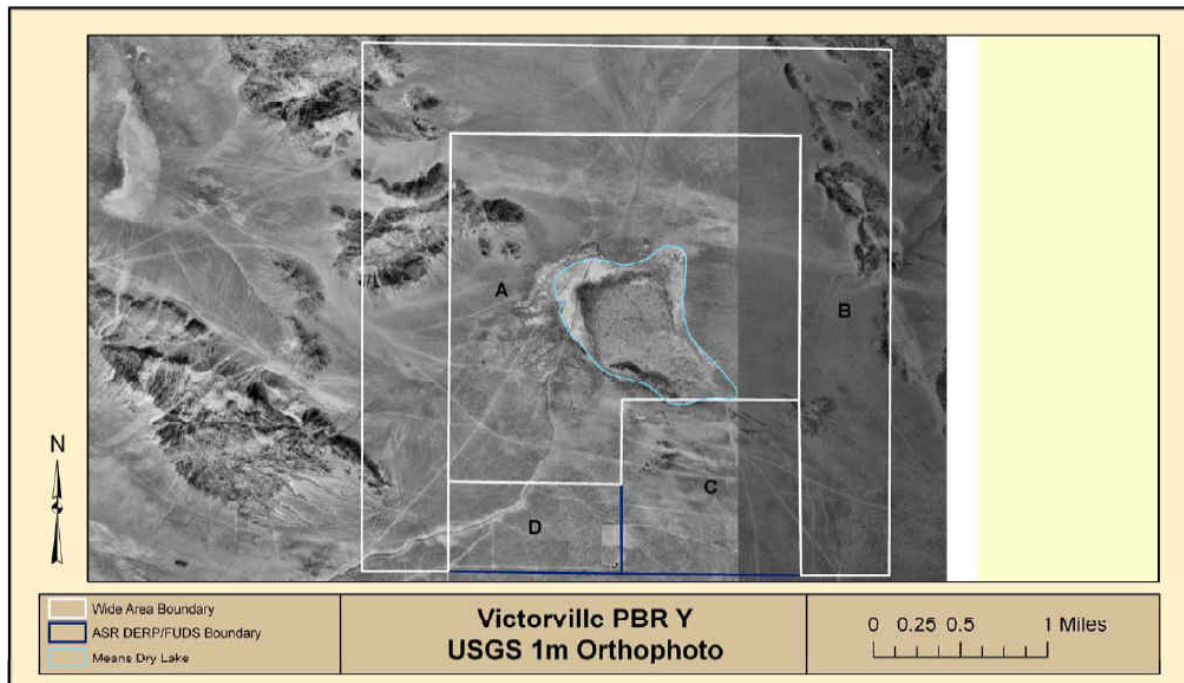 A
B
C
D
N
Wide Area Boundary
ASR DERP/FUDS Boundary
Means Dry Lake
Victorville PBR Y
USGS 1m Orthophoto
0 0.25 0.5 1 Miles